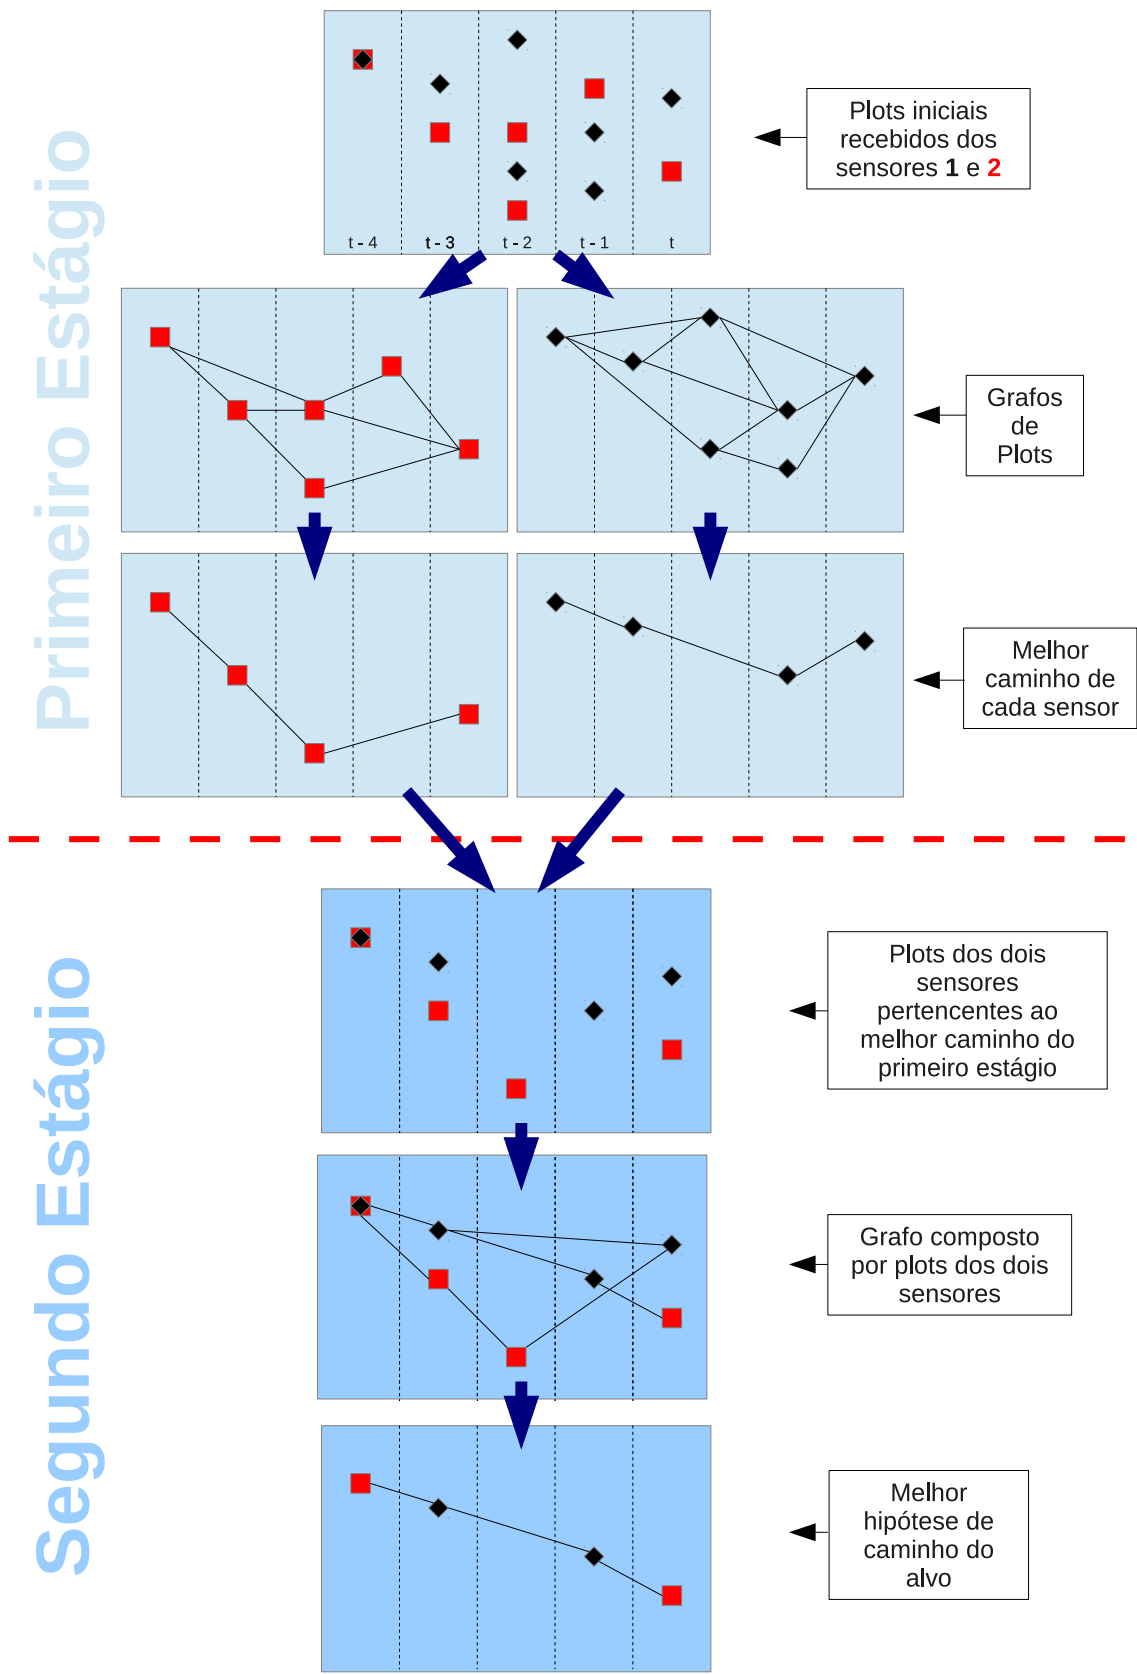 Primeiro Estágio
t - 4
t - 3
t - 2
t - 1
t
Plots iniciais
recebidos dos
sensores 1 e 2
Grafos
de
Plots
Melhor
caminho de
cada sensor
Segundo Estágio
Plots dos dois
sensores
pertencentes ao
melhor caminho do
primeiro estágio
Grafo composto
por plots dos dois
sensores
Melhor
hipótese de
caminho do
alvo